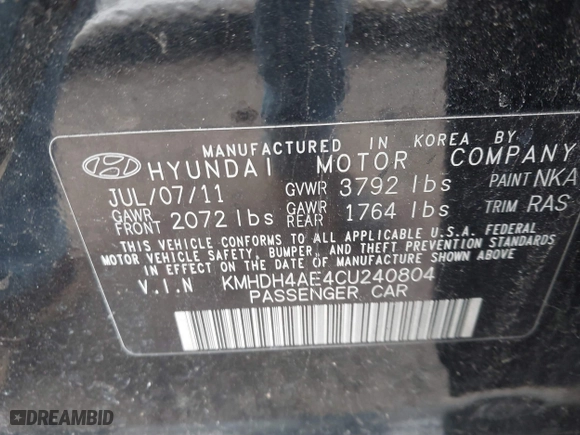 MANUFACTURED IN KOREA BY
HYUNDAI MOTOR COMPANY
JUL/07/11 GVWR 3792 lbs PAINT NKA
GAWR FRONT 2072 lbs GAWR REAR 1764 lbs TRIM RAS
THIS VEHICLE CONFORMS TO ALL APPLICABLE U.S.A. FEDERAL
MOTOR VEHICLE SAFETY, BUMPER, AND THEFT PREVENTION STANDARDS
IN EFFECT ON THE DATE OF MANUFACTURE SHOWN ABOVE
V.I.N KMHDH4AE4CU240804
PASSENGER CAR
DREAMBID